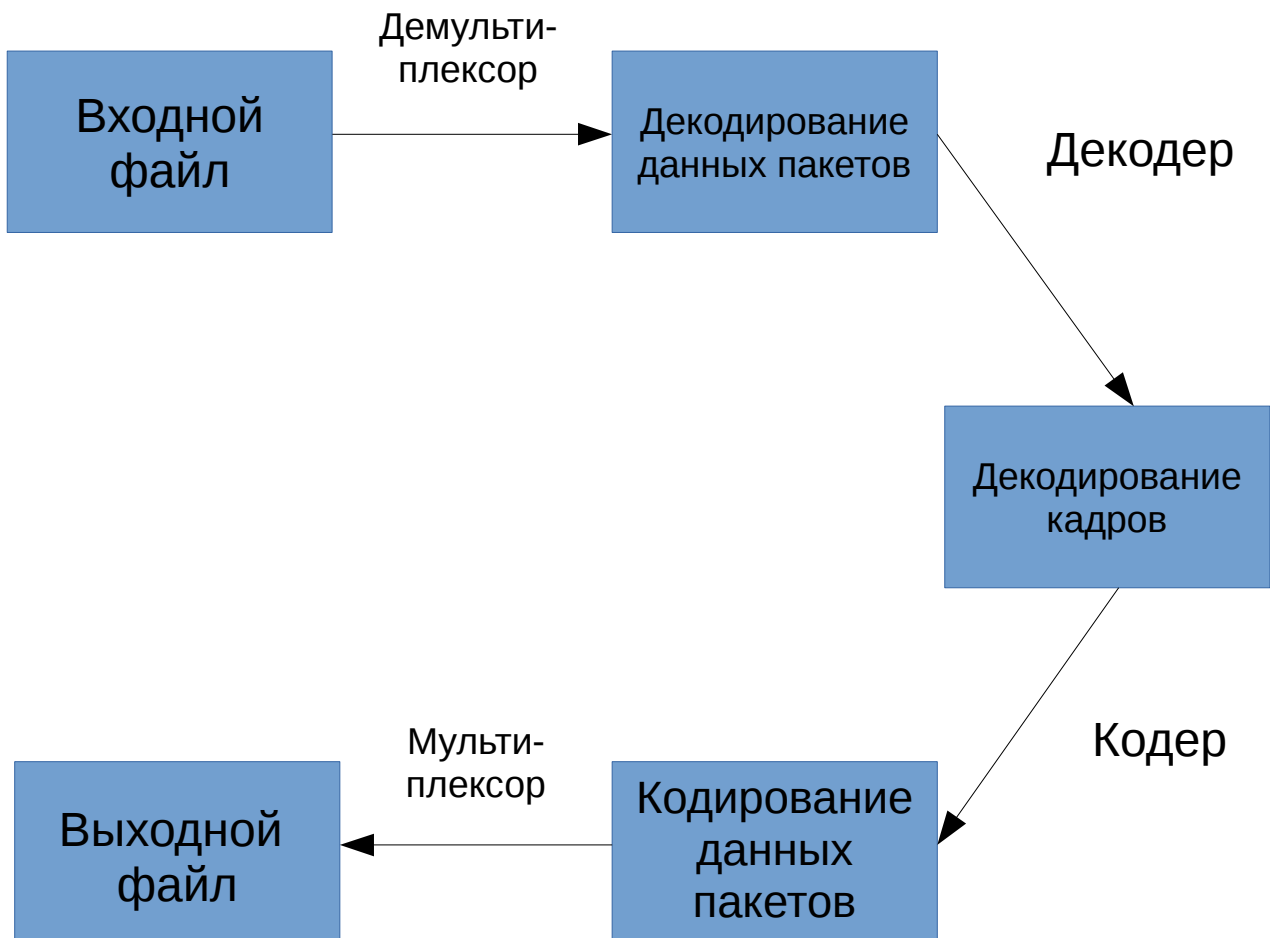 Демульти-
плексор
Входной
файл
Декодирование
данных пакетов
Декодер
Декодирование
кадров
Кодер
Кодирование
данных
пакетов
Мульти-
плексор
Выходной
файл